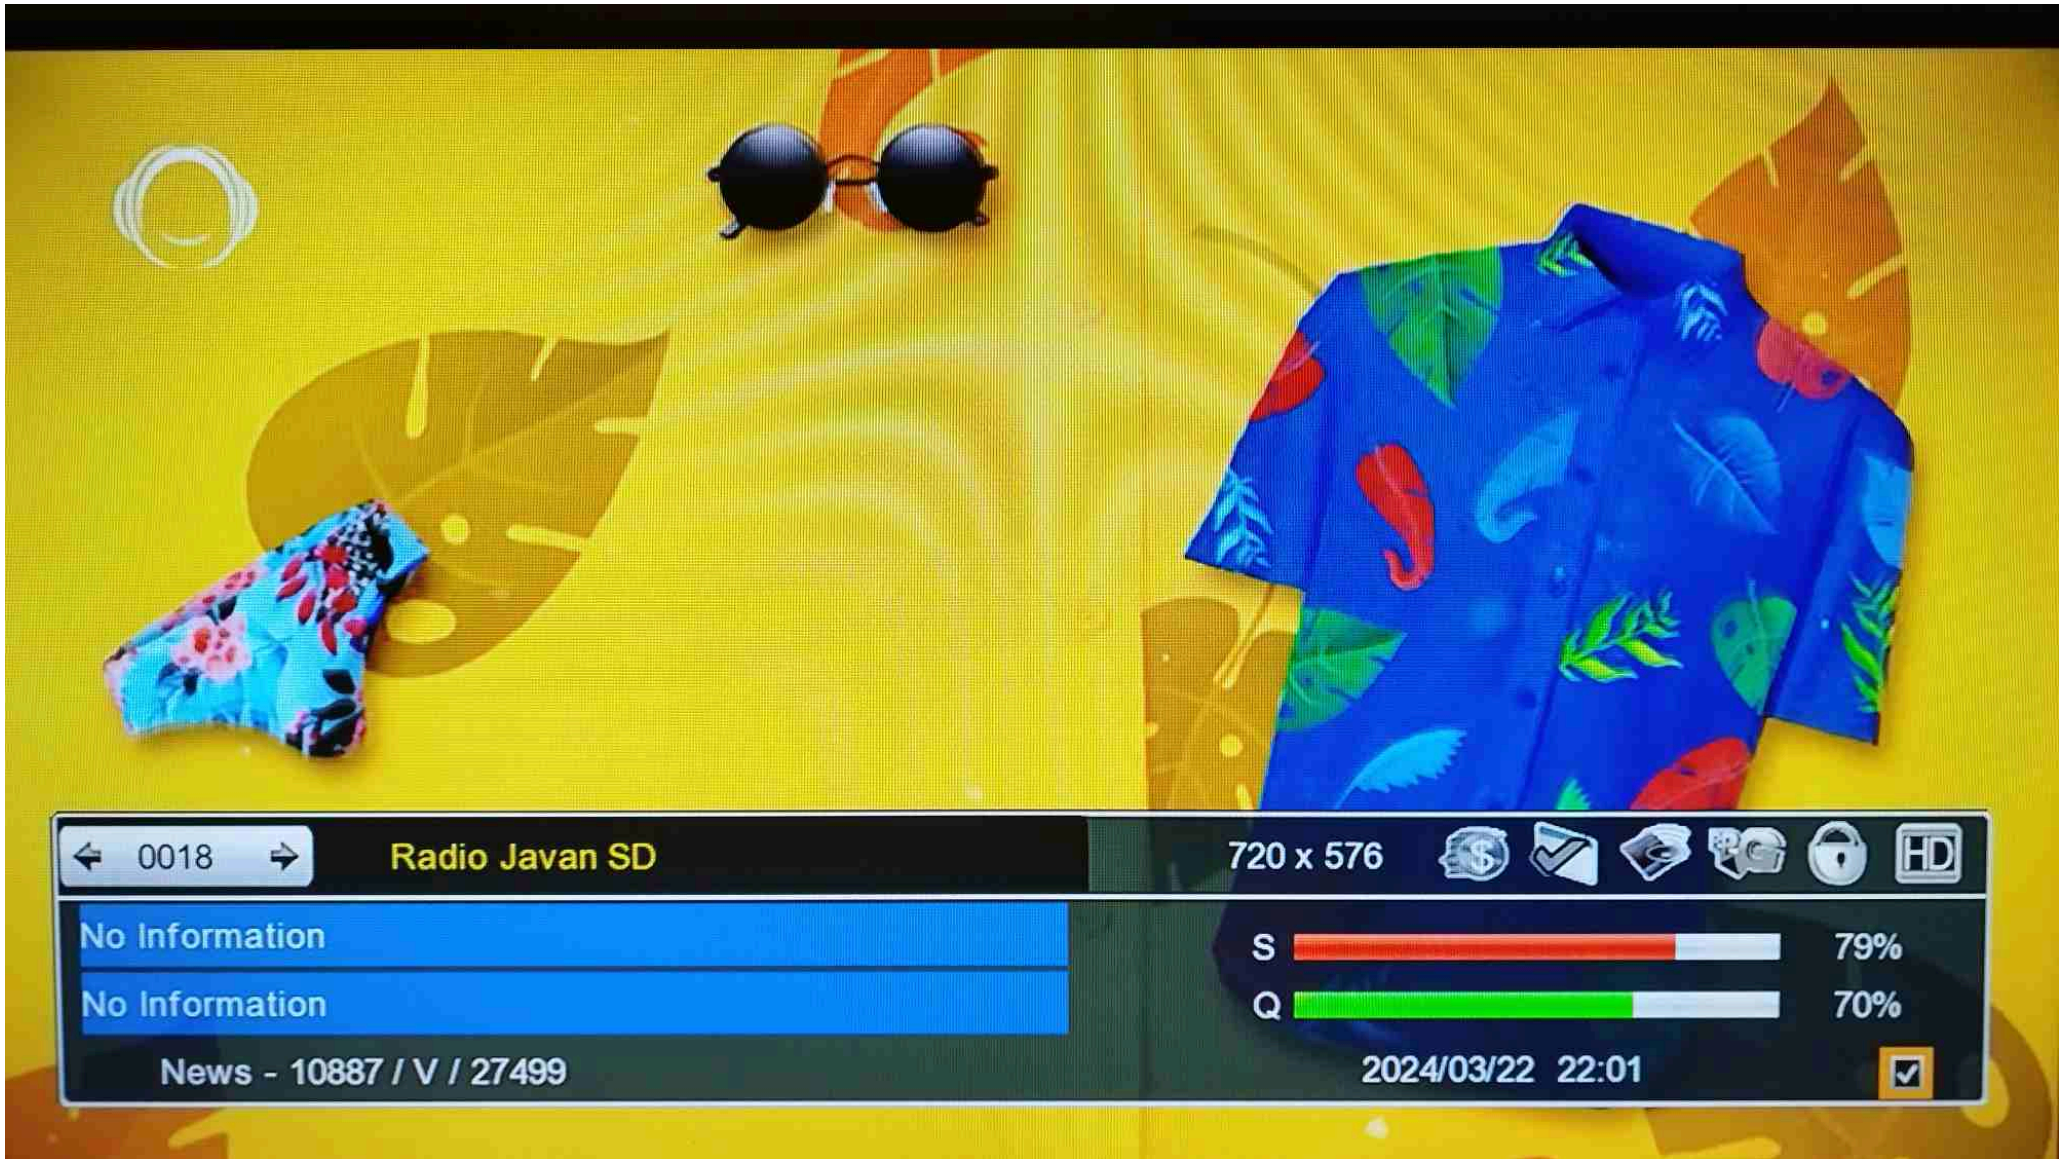 0018
Radio Javan SD
720 x 576
$
HD
No Information
No Information
S 79%
Q 70%
News - 10887 / V / 27499
2024/03/22 22:01